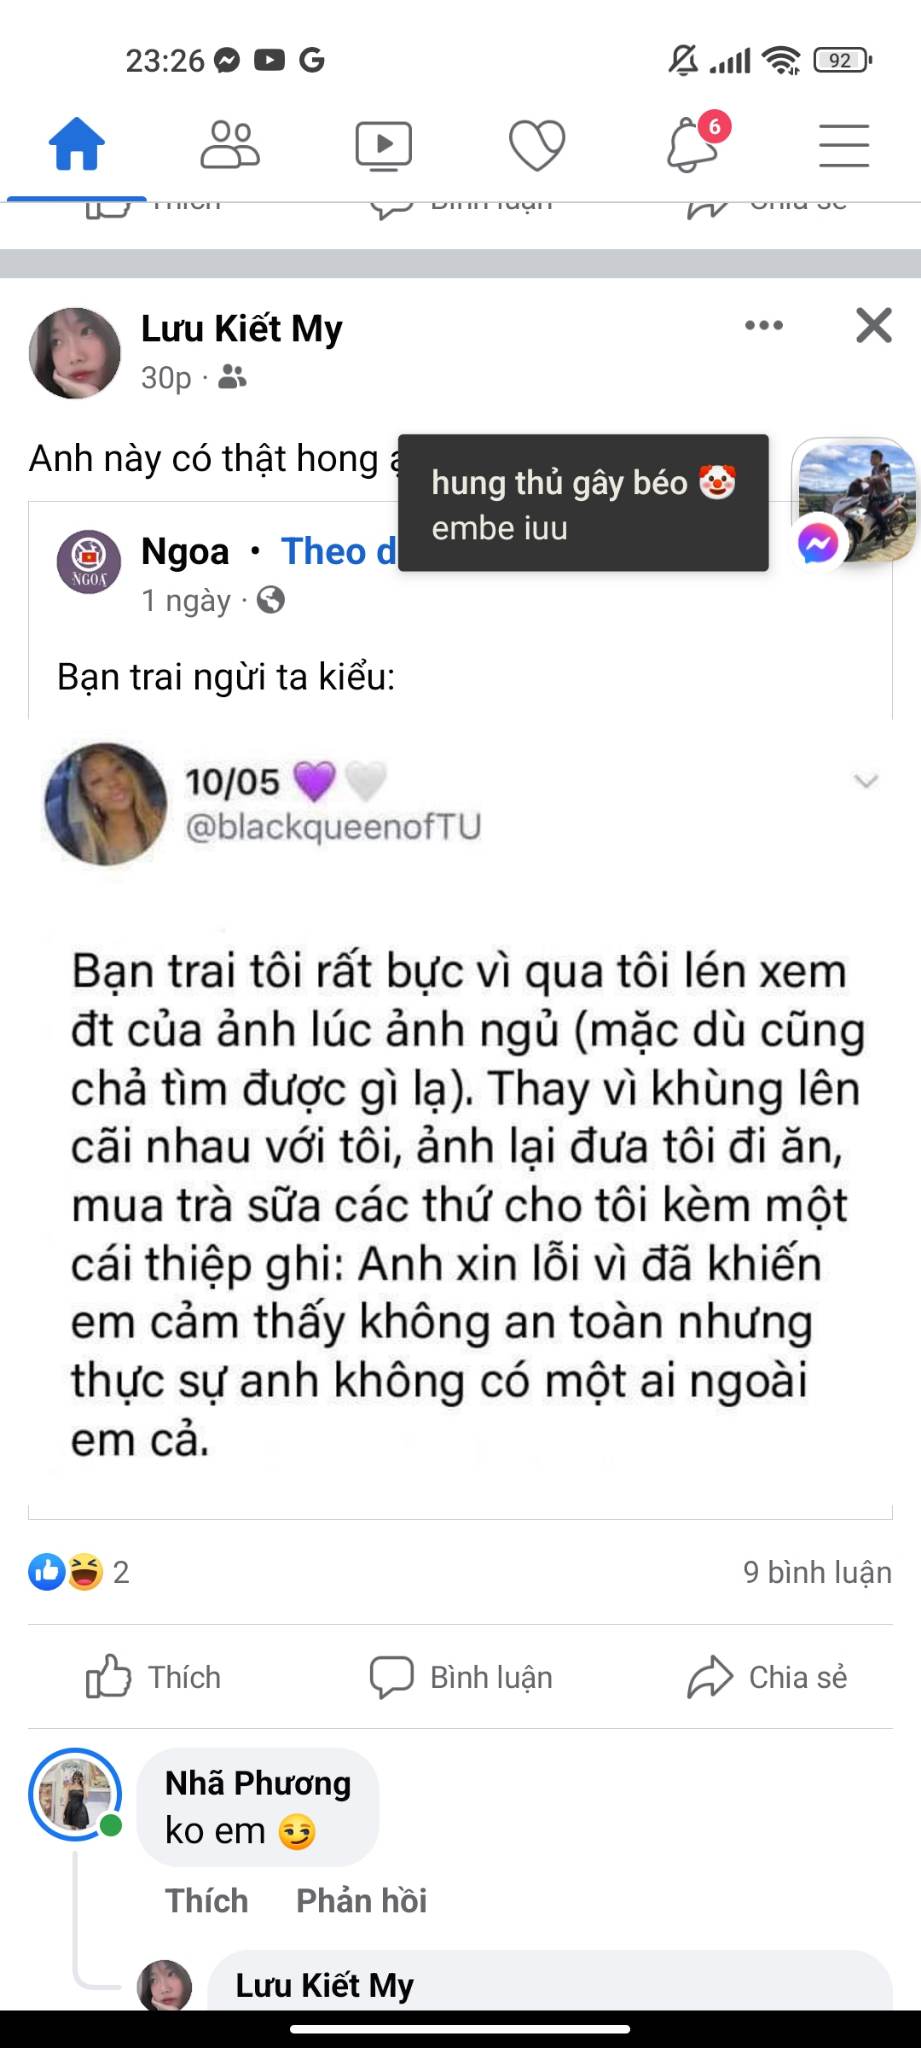 23:26
92
6
Thích Bình luận Chia sẻ
Lưu Kiết My
30p
Anh này có thật hong
hung thủ gây béo 🤡
embe iuu
Ngoa • Theo d
NGOA
1 ngày
Bạn trai ngừi ta kiểu:
10/05 💜🤍
@blackqueenofTU
Bạn trai tôi rất bực vì qua tôi lén xem
đt của ảnh lúc ảnh ngủ (mặc dù cũng
chả tìm được gì lạ). Thay vì khùng lên
cãi nhau với tôi, ảnh lại đưa tôi đi ăn,
mua trà sữa các thứ cho tôi kèm một
cái thiệp ghi: Anh xin lỗi vì đã khiến
em cảm thấy không an toàn nhưng
thực sự anh không có một ai ngoài
em cả.
2
9 bình luận
Thích Bình luận Chia sẻ
Nhã Phương
ko em 😏
Thích Phản hồi
Lưu Kiết My